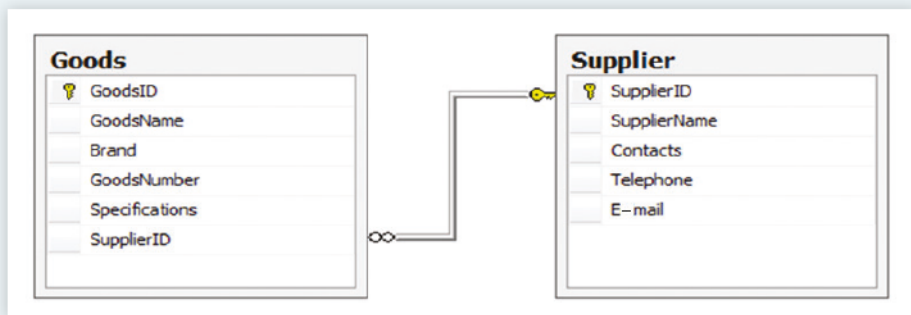 Goods
GoodsID
GoodsName
Brand
GoodsNumber
Specifications
SupplierID
Supplier
SupplierID
SupplierName
Contacts
Telephone
E−mail